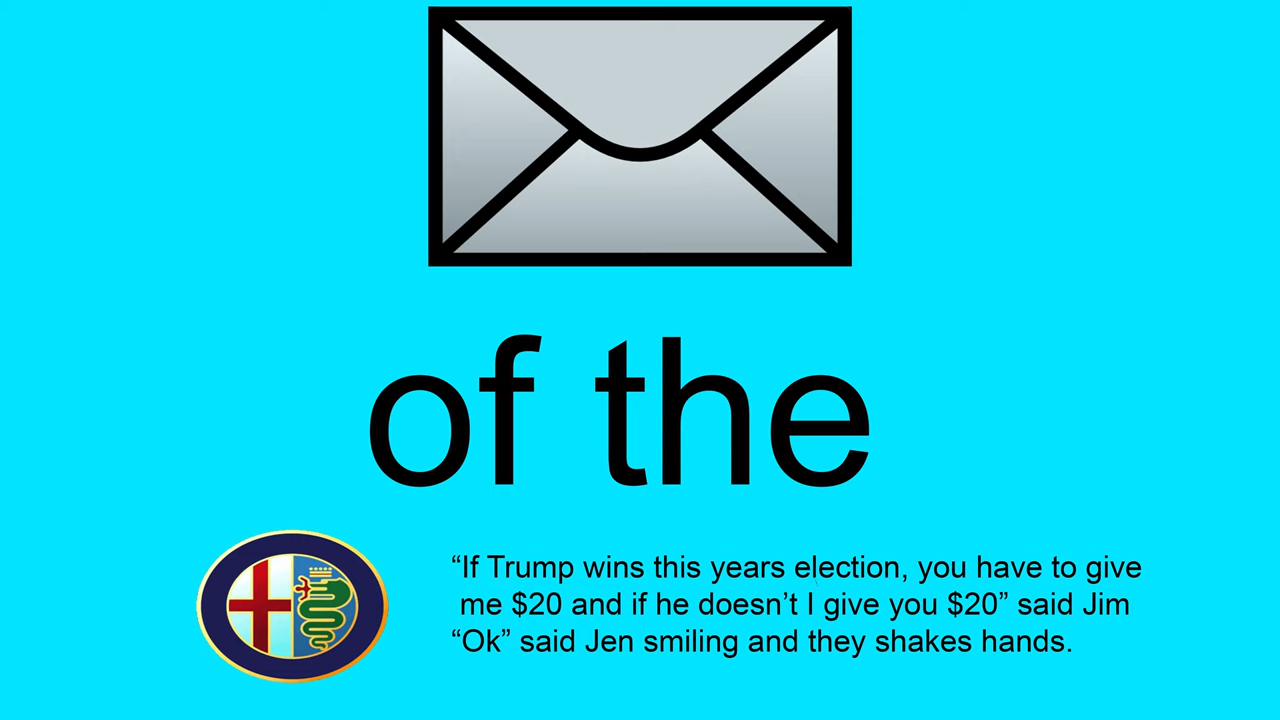 of the
“If Trump wins this years election, you have to give
me $20 and if he doesn’t I give you $20” said Jim
“Ok” said Jen smiling and they shakes hands.